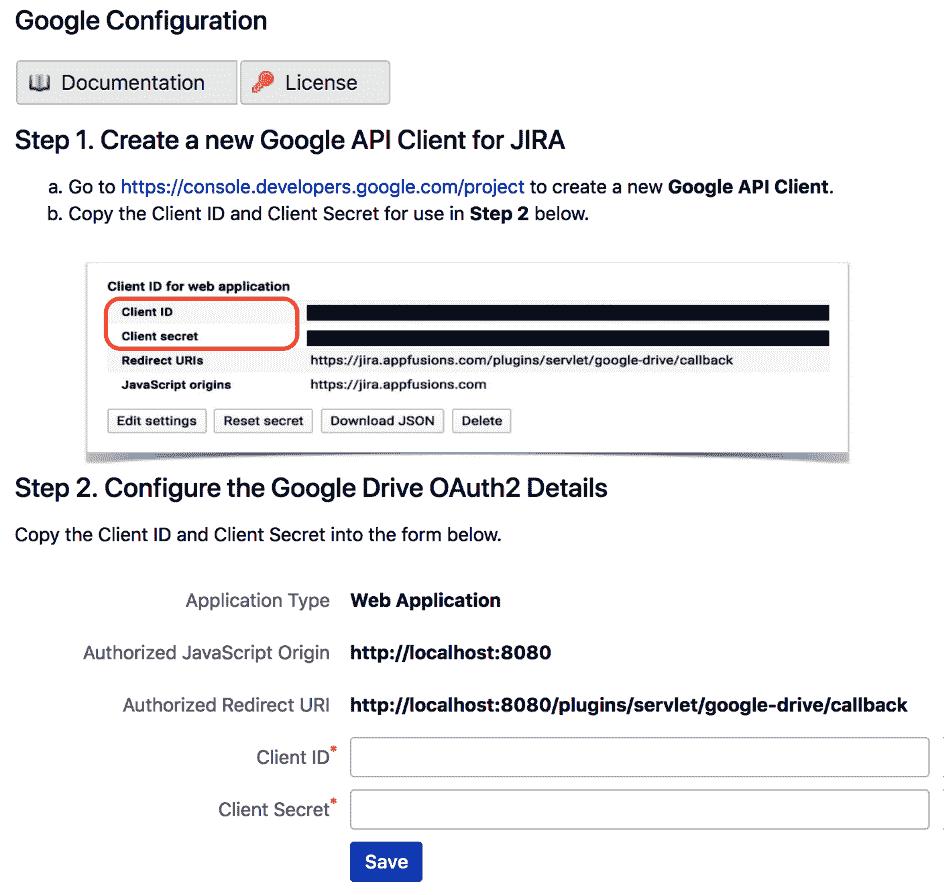 Google Configuration
Documentation
License
Step 1. Create a new Google API Client for JIRA
a. Go to https://console.developers.google.com/project to create a new Google API Client.
b. Copy the Client ID and Client Secret for use in Step 2 below.
Client ID for web application
Client ID
Client secret
Redirect URIs https://jira.appfusions.com/plugins/servlet/google-drive/callback
JavaScript origins https://jira.appfusions.com
Edit settings Reset secret Download JSON Delete
Step 2. Configure the Google Drive OAuth2 Details
Copy the Client ID and Client Secret into the form below.
Application Type Web Application
Authorized JavaScript Origin http://localhost:8080
Authorized Redirect URI http://localhost:8080/plugins/servlet/google-drive/callback
Client ID*
Client Secret*
Save